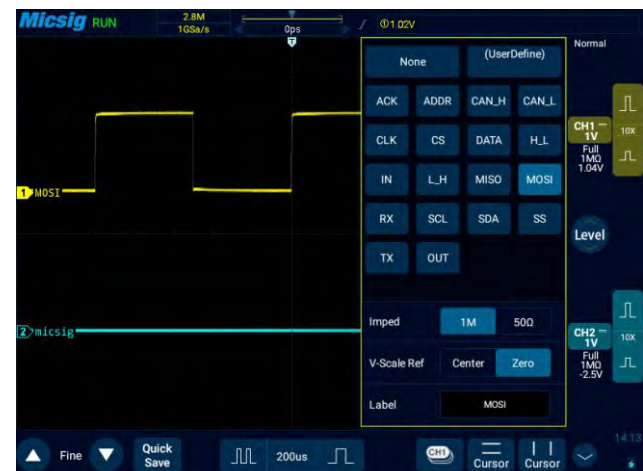 Micsig RUN 2.8M 1GSa/s 0ps T 1 1.02V
None (UserDefine) Normal
ACK ADDR CAN_H CAN_L
CH1 1V 10X
CLK CS DATA H_L
Full 1MΩ 1.04V
IN L_H MISO MOSI
1 MOSI
RX SCL SDA SS
Level
TX OUT
Imped 1M 50Ω
2 micsig
CH2 1V 10X
V-Scale Ref Center Zero
Full 1MΩ -2.5V
Label MOSI
14:13
Fine Quick Save 200us CH1 Cursor Cursor